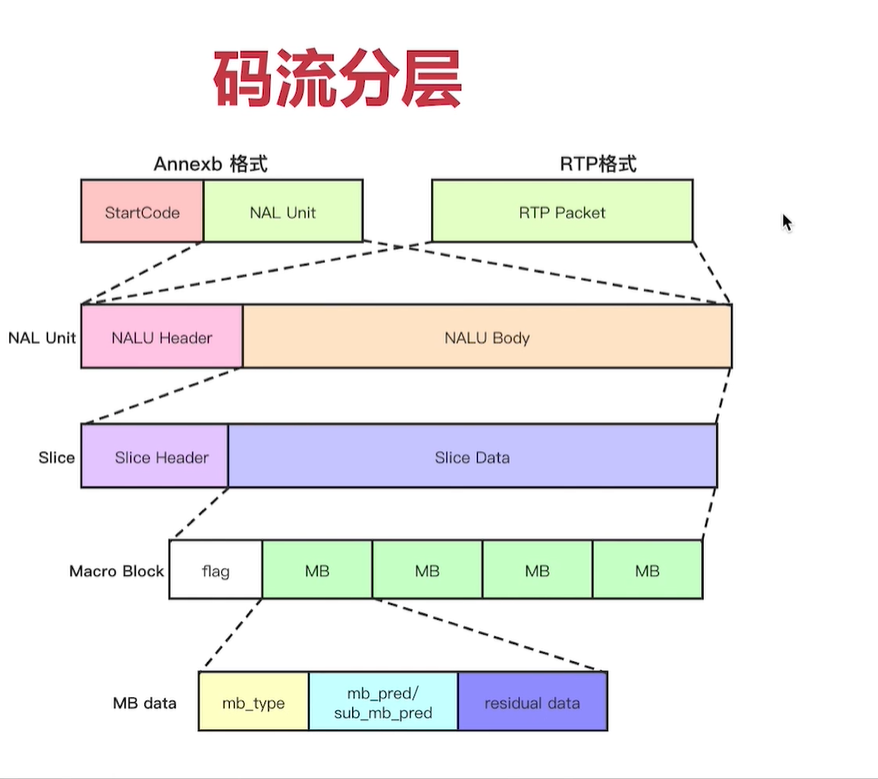 码流分层
Annexb 格式
RTP格式
StartCode
NAL Unit
RTP Packet
NAL Unit
NALU Header
NALU Body
Slice
Slice Header
Slice Data
Macro Block
flag
MB
MB
MB
MB
MB data
mb_type
mb_pred/
sub_mb_pred
residual data